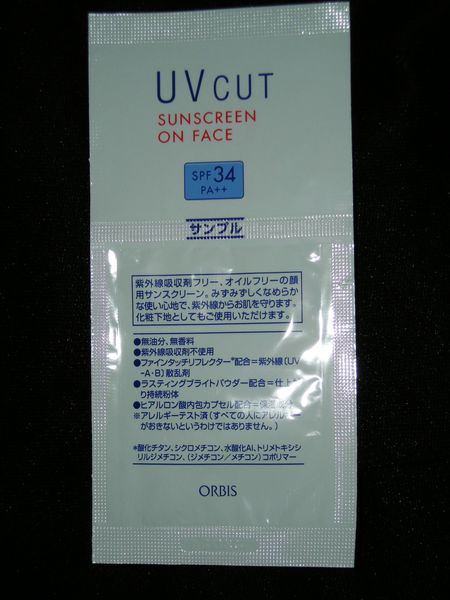 UV CUT
SUNSCREEN
ON FACE
SPF 34
PA++
サンプル
紫外線吸収剤フリー、オイルフリーの顔
用サンスクリーン。みずみずしくなめらか
な使い心地で、紫外線からお肌を守ります。
化粧下地としてもご使用いただけます。
●無油分、無香料
●紫外線吸収剤不使用
●ファインタッチリフレクター*配合=紫外線(UV
-A・B)散乱剤
●ラスティングブライトパウダー配合=仕上
り持続粉体
●ヒアルロン酸内包カプセル配合=保湿成分
※アレルギーテスト済(すべての人にアレルギー
がおきないというわけではありません。)
*酸化チタン、シクロメチコン、水酸化Al、トリメトキシシ
リルジメチコン、(ジメチコン/メチコン)コポリマー
ORBIS